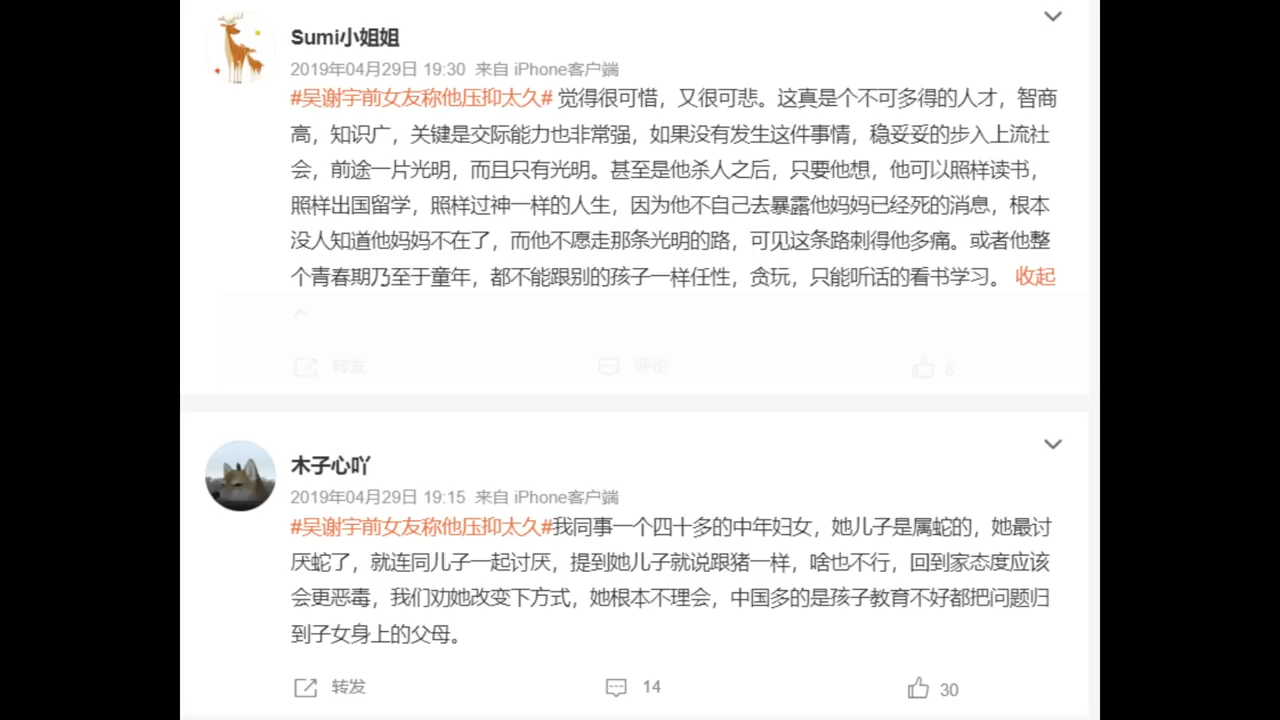 Sumi小姐姐
2019年04月29日 19:30 来自 iPhone客户端
#吴谢宇前女友称他压抑太久# 觉得很可惜，又很可悲。这真是个不可多得的人才，智商
高，知识广，关键是交际能力也非常强，如果没有发生这件事情，稳妥妥的步入上流社
会，前途一片光明，而且只有光明。甚至是他杀人之后，只要他想，他可以照样读书，
照样出国留学，照样过神一样的人生，因为他不自己去暴露他妈妈已经死的消息，根本
没人知道他妈妈不在了，而他不愿走那条光明的路，可见这条路刺得他多痛。或者他整
个青春期乃至于童年，都不能跟别的孩子一样任性，贪玩，只能听话的看书学习。 收起
转发 评论 8
木子心吖
2019年04月29日 19:15 来自 iPhone客户端
#吴谢宇前女友称他压抑太久#我同事一个四十多的中年妇女，她儿子是属蛇的，她最讨
厌蛇了，就连同儿子一起讨厌，提到她儿子就说跟猪一样，啥也不行，回到家态度应该
会更恶毒，我们劝她改变下方式，她根本不理会，中国多的是孩子教育不好都把问题归
到子女身上的父母。
转发 14 30